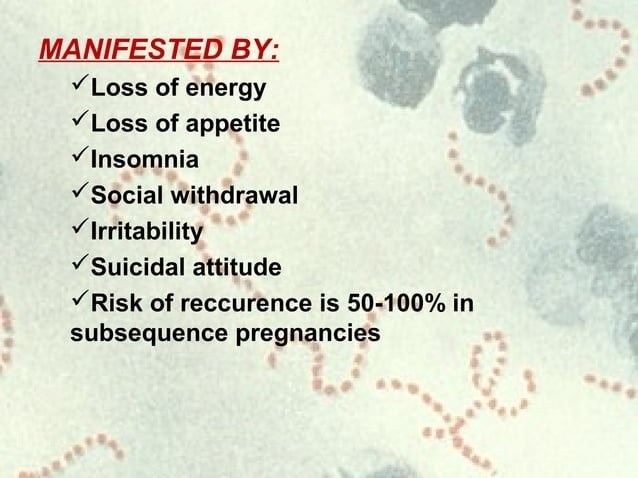 MANIFESTED BY:
✓Loss of energy
✓Loss of appetite
✓Insomnia
✓Social withdrawal
✓Irritability
✓Suicidal attitude
✓Risk of reccurence is 50-100% in
subsequence pregnancies